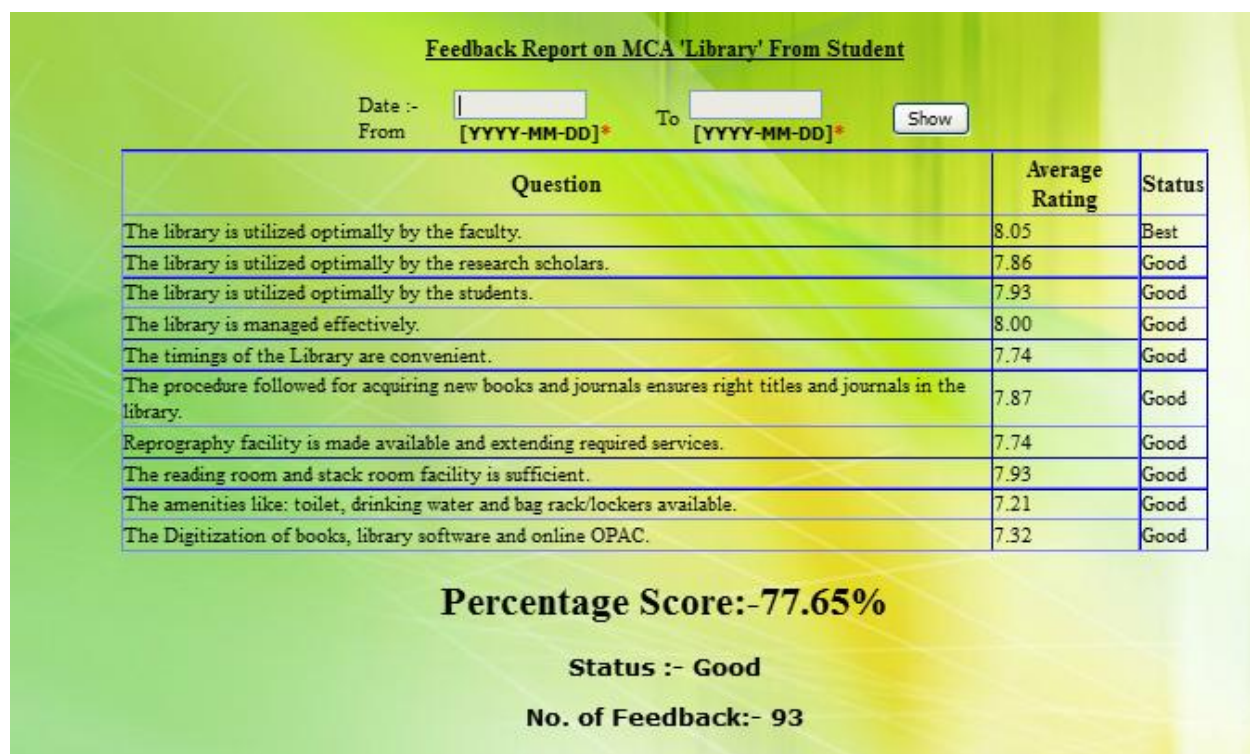 Feedback Report on MCA 'Library' From Student
Date :- From [YYYY-MM-DD]* To [YYYY-MM-DD]* Show
Question Average Rating Status
The library is utilized optimally by the faculty. 8.05 Best
The library is utilized optimally by the research scholars. 7.86 Good
The library is utilized optimally by the students. 7.93 Good
The library is managed effectively. 8.00 Good
The timings of the Library are convenient. 7.74 Good
The procedure followed for acquiring new books and journals ensures right titles and journals in the
library. 7.87 Good
Reprography facility is made available and extending required services. 7.74 Good
The reading room and stack room facility is sufficient. 7.93 Good
The amenities like: toilet, drinking water and bag rack/lockers available. 7.21 Good
The Digitization of books, library software and online OPAC. 7.32 Good
Percentage Score:-77.65%
Status :- Good
No. of Feedback:- 93